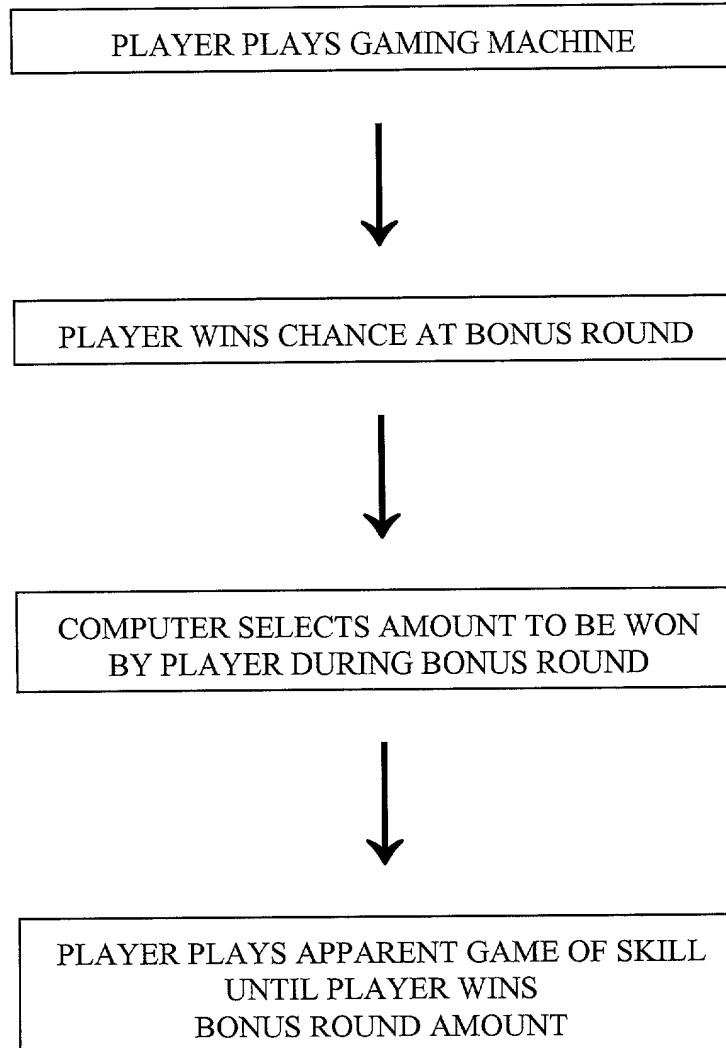 PLAYER PLAYS GAMING MACHINE
PLAYER WINS CHANCE AT BONUS ROUND
COMPUTER SELECTS AMOUNT TO BE WON
BY PLAYER DURING BONUS ROUND
PLAYER PLAYS APPARENT GAME OF SKILL
UNTIL PLAYER WINS
BONUS ROUND AMOUNT